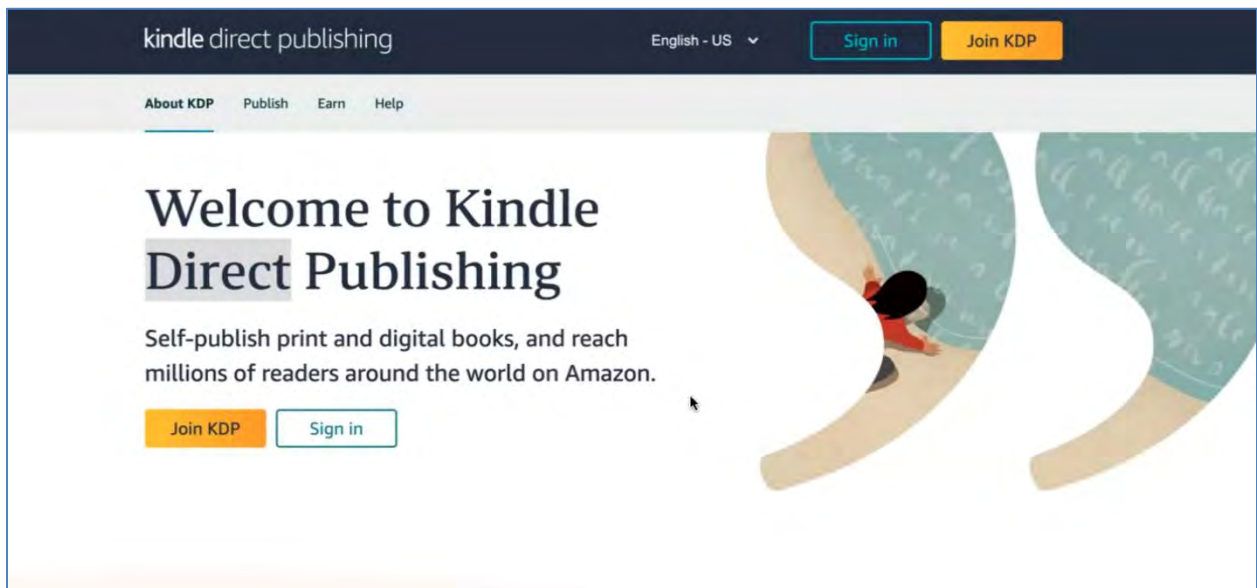 kindle direct publishing
English - US
Sign in
Join KDP
About KDP
Publish
Earn
Help
Welcome to Kindle
Direct Publishing
Self-publish print and digital books, and reach
millions of readers around the world on Amazon.
Join KDP
Sign in